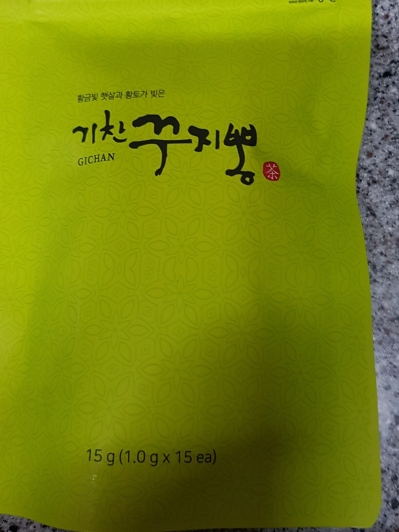 황금빛 햇살과 황토가 빚은
기찬 꾸지뽕
GICHAN
茶
15 g (1.0 g x 15 ea)